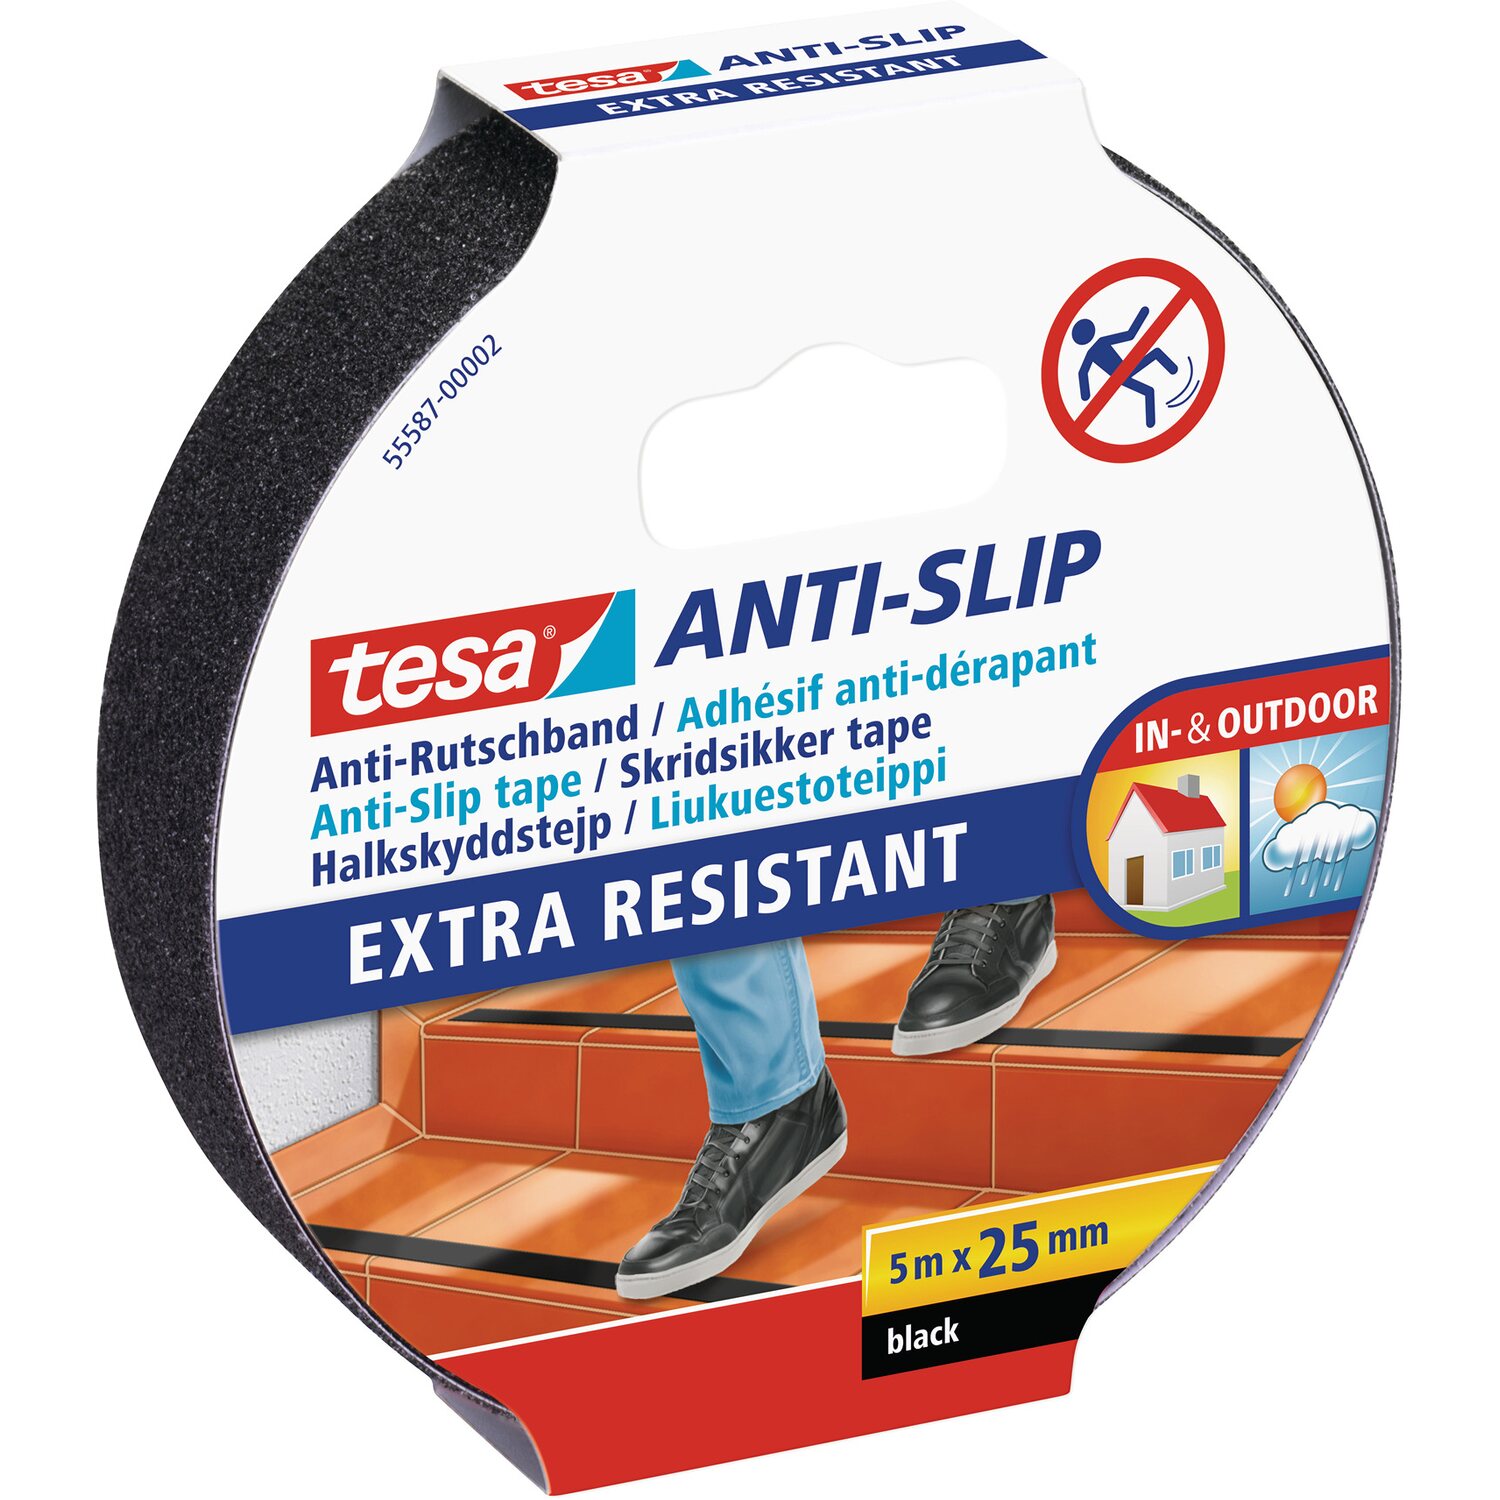 tesa® ANTI-SLIP
EXTRA RESISTANT
55587-00002
tesa® ANTI-SLIP
Anti-Rutschband / Adhésif anti-dérapant
Anti-Slip tape / Skridsikker tape
Halkskyddstejp / Liukuestoteippi
EXTRA RESISTANT
IN- & OUTDOOR
5 m x 25 mm
black